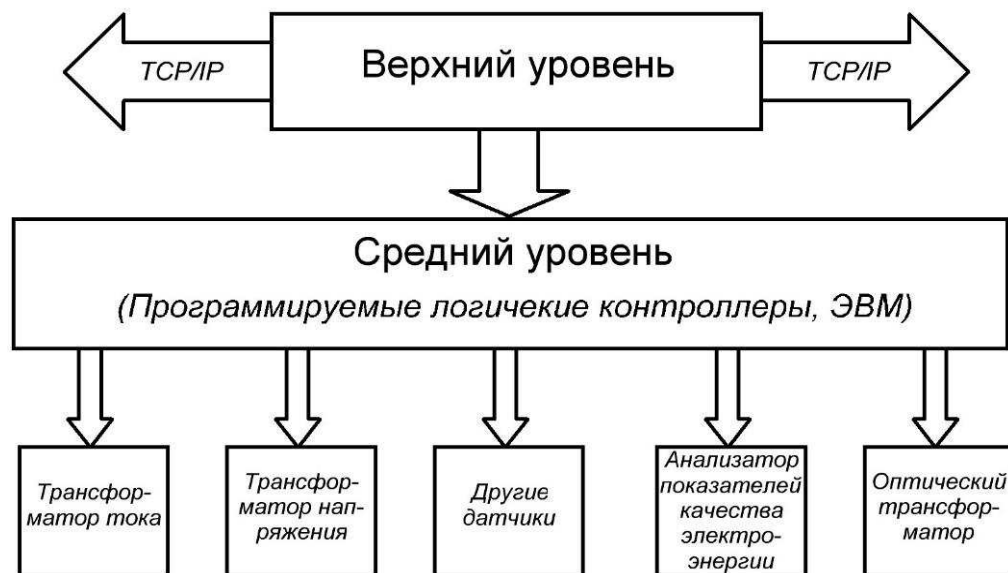 TCP/IP
Верхний уровень
TCP/IP
Средний уровень
(Программируемые логичекие контроллеры, ЭВМ)
Трансфор-
матор тока
Трансфор-
матор нап-
ряжения
Другие
датчики
Анализатор
показателей
качества
электро-
энергии
Оптический
трансфор-
матор